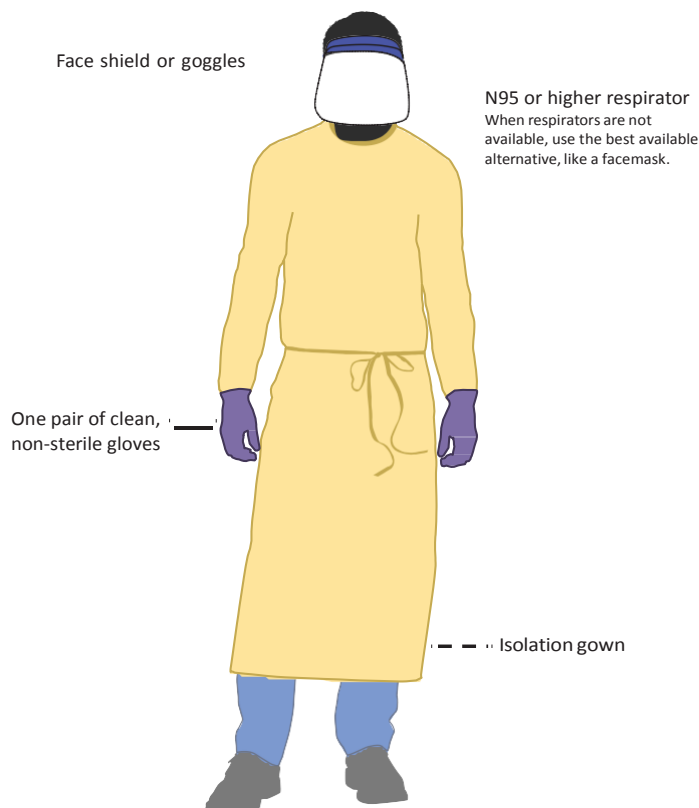 Face shield or goggles
N95 or higher respirator
When respirators are not
available, use the best available
alternative, like a facemask.
One pair of clean,
non-sterile gloves
Isolation gown